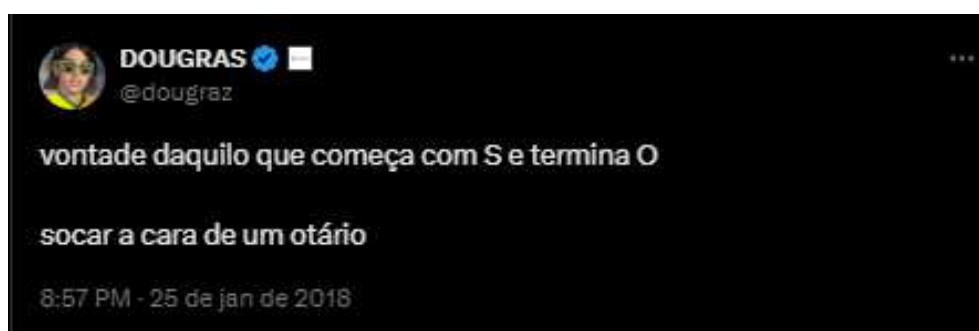 DOUGRAS
@dougraz
vontade daquilo que começa com S e termina O
socar a cara de um otário
8:57 PM · 25 de jan de 2018